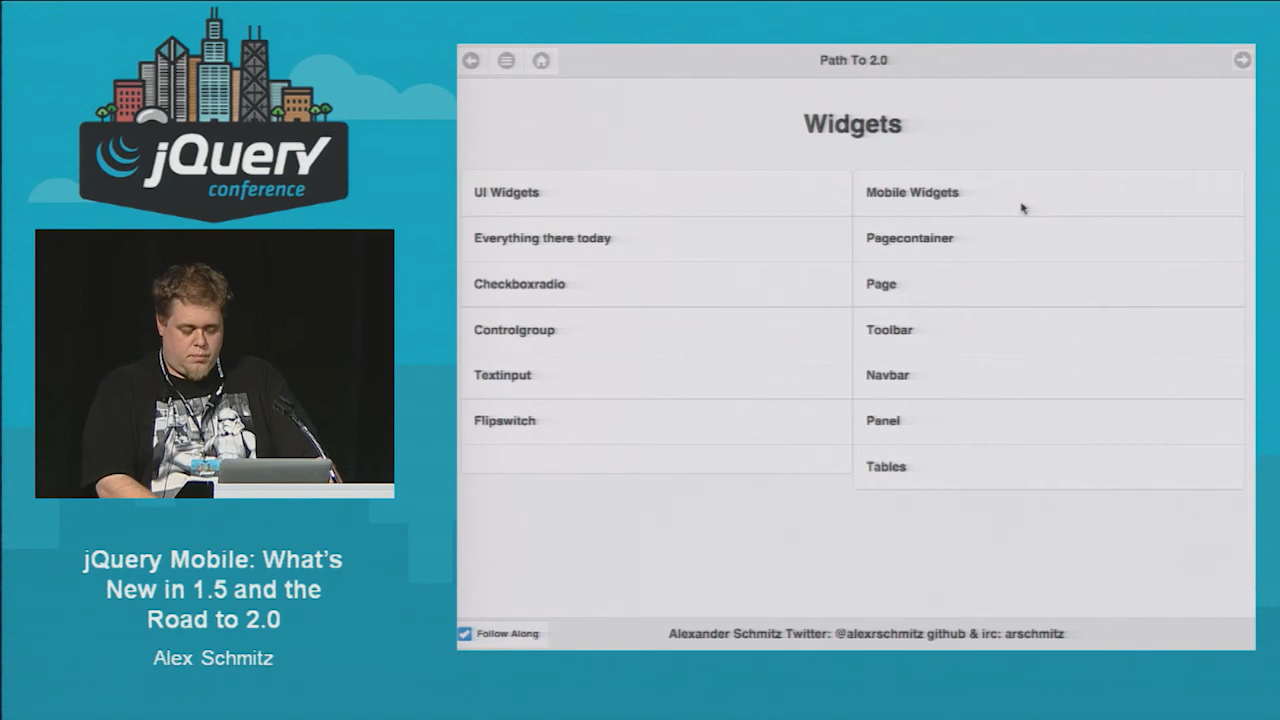 jQuery
conference
jQuery Mobile: What's
New in 1.5 and the
Road to 2.0
Alex Schmitz
Path To 2.0
Widgets
UI Widgets
Everything there today
Checkboxradio
Controlgroup
Textinput
Flipswitch
Mobile Widgets
Pagecontainer
Page
Toolbar
Navbar
Panel
Tables
Follow Along
Alexander Schmitz Twitter: @alexrschmitz github & irc: arschmitz